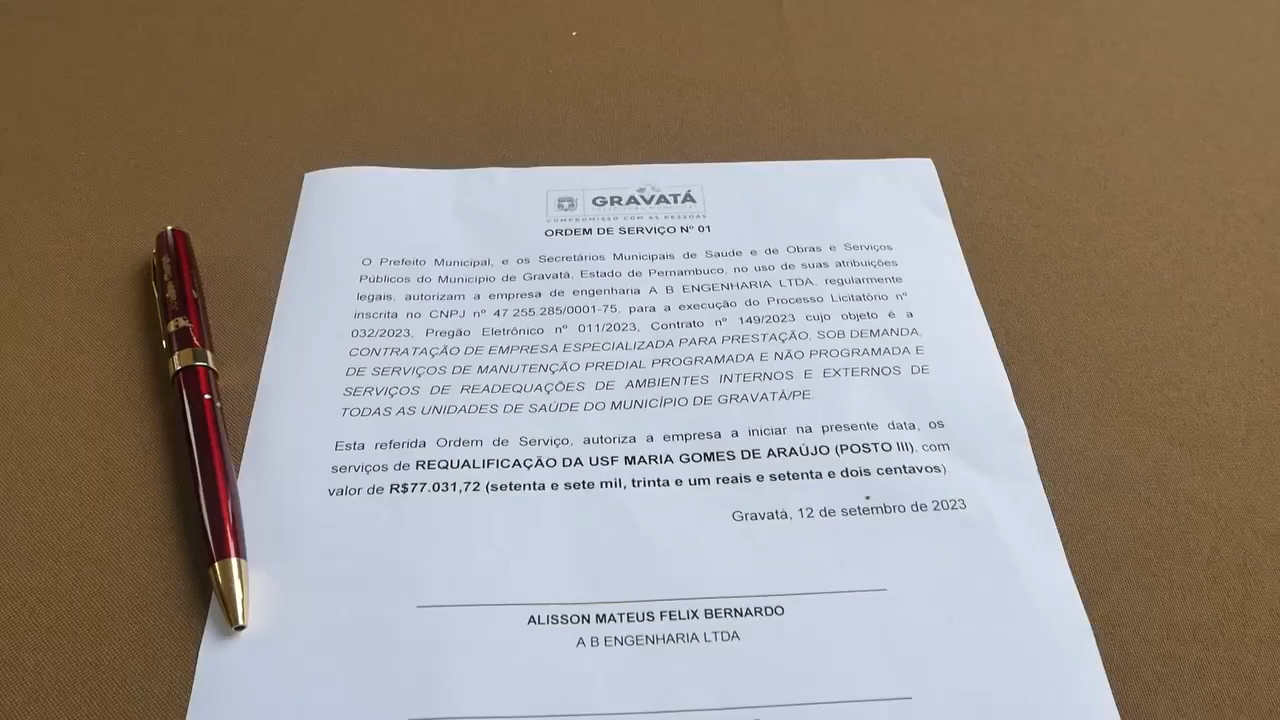 GRAVATÁ
PREFEITURA MUNICIPAL
COMPROMISSO COM AS PESSOAS
ORDEM DE SERVIÇO Nº 01
O Prefeito Municipal, e os Secretários Municipais de Saude e de Obras e Serviços
Públicos do Município de Gravatá, Estado de Pernambuco, no uso de suas atribuições
legais, autorizam a empresa de engenharia A B ENGENHARIA LTDA, regularmente
inscrita no CNPJ nº 47.255.285/0001-75, para a execução do Processo Licitatório nº
032/2023, Pregão Eletrônico nº 011/2023, Contrato nº 149/2023 cujo objeto é a
CONTRATAÇÃO DE EMPRESA ESPECIALIZADA PARA PRESTAÇÃO, SOB DEMANDA,
DE SERVIÇOS DE MANUTENÇÃO PREDIAL PROGRAMADA E NÃO PROGRAMADA E
SERVIÇOS DE READEQUAÇÕES DE AMBIENTES INTERNOS E EXTERNOS DE
TODAS AS UNIDADES DE SAÚDE DO MUNICÍPIO DE GRAVATÁ/PE.
Esta referida Ordem de Serviço, autoriza a empresa a iniciar na presente data, os
serviços de REQUALIFICAÇÃO DA USF MARIA GOMES DE ARAÚJO (POSTO III), com
valor de R$77.031,72 (setenta e sete mil, trinta e um reais e setenta e dois centavos).
Gravatá, 12 de setembro de 2023
ALISSON MATEUS FELIX BERNARDO
A B ENGENHARIA LTDA